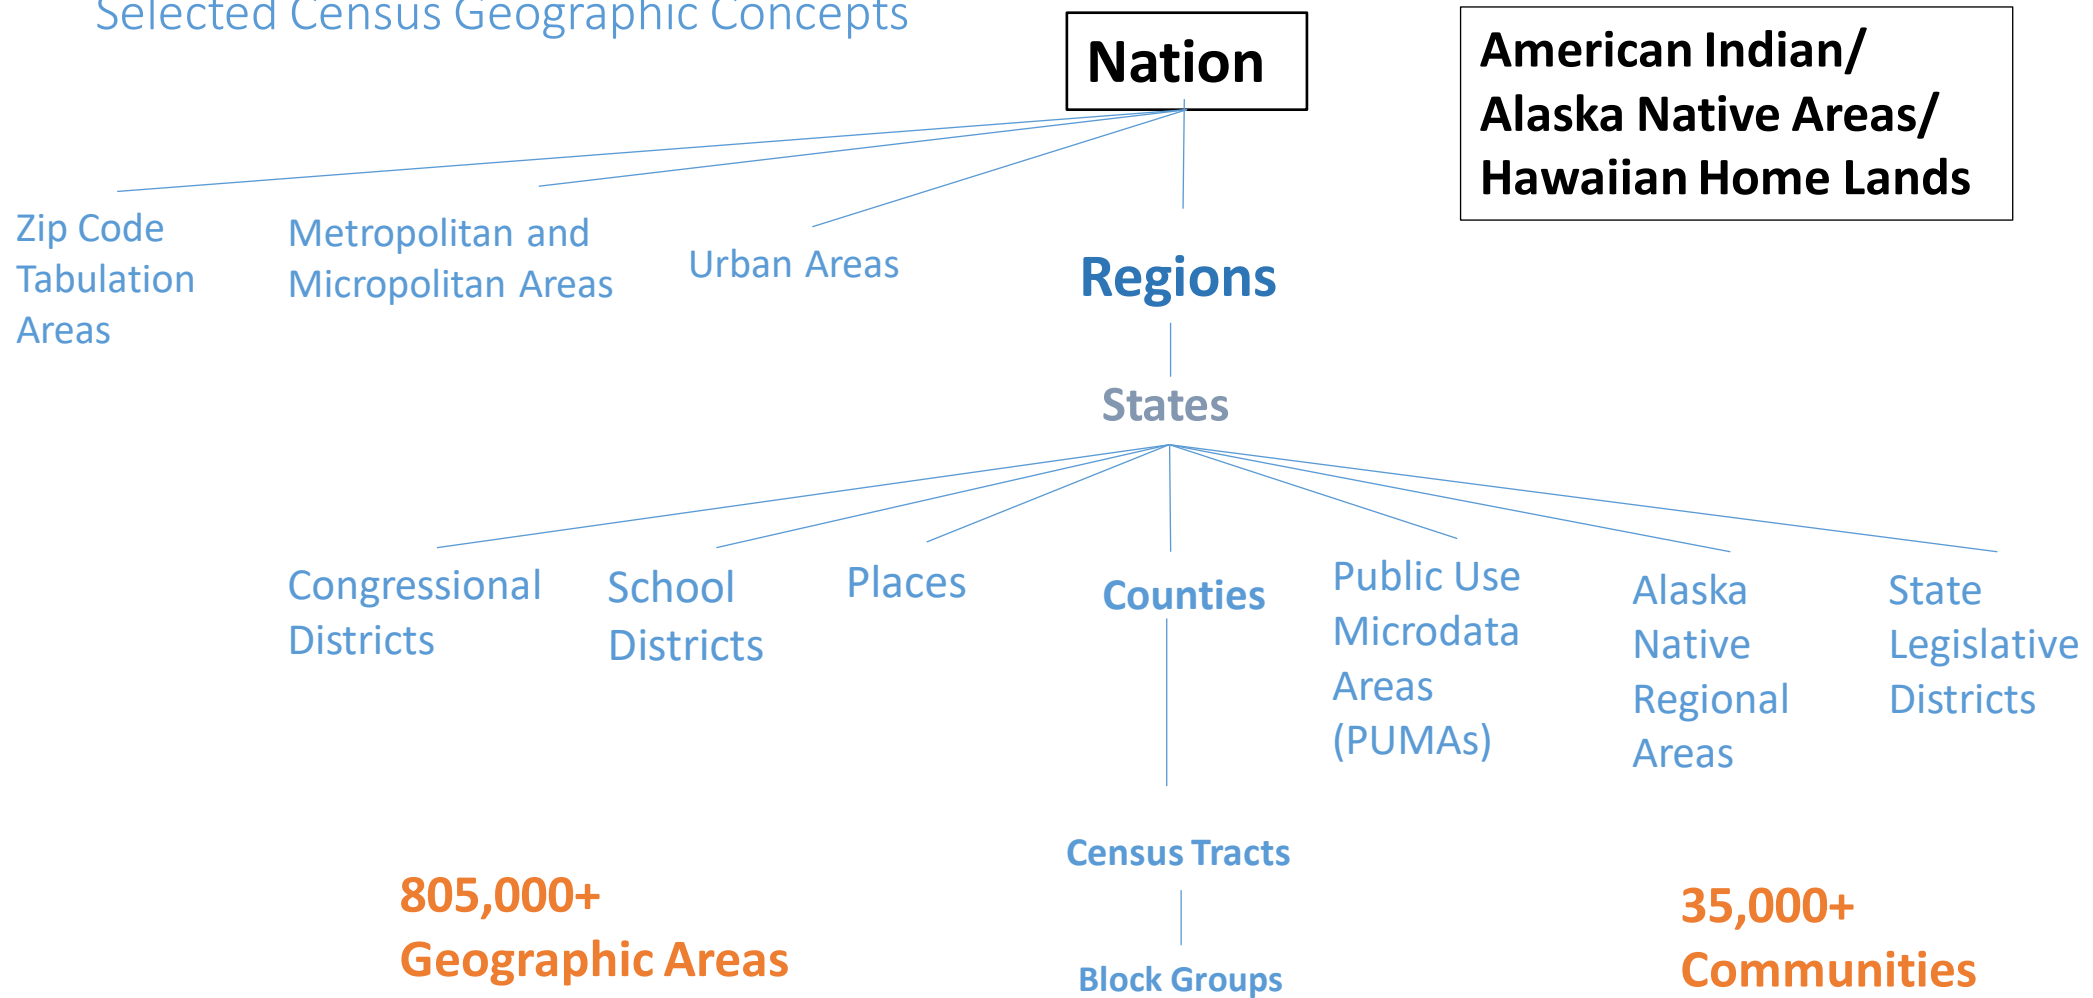 Selected Census Geographic Concepts
Nation
American Indian/
Alaska Native Areas/
Hawaiian Home Lands
Zip Code
Tabulation
Areas
Metropolitan and
Micropolitan Areas
Urban Areas
Regions
States
Congressional
Districts
School
Districts
Places
Counties
Public Use
Microdata
Areas
(PUMAs)
Alaska
Native
Regional
Areas
State
Legislative
Districts
Census Tracts
805,000+
Geographic Areas
Block Groups
35,000+
Communities